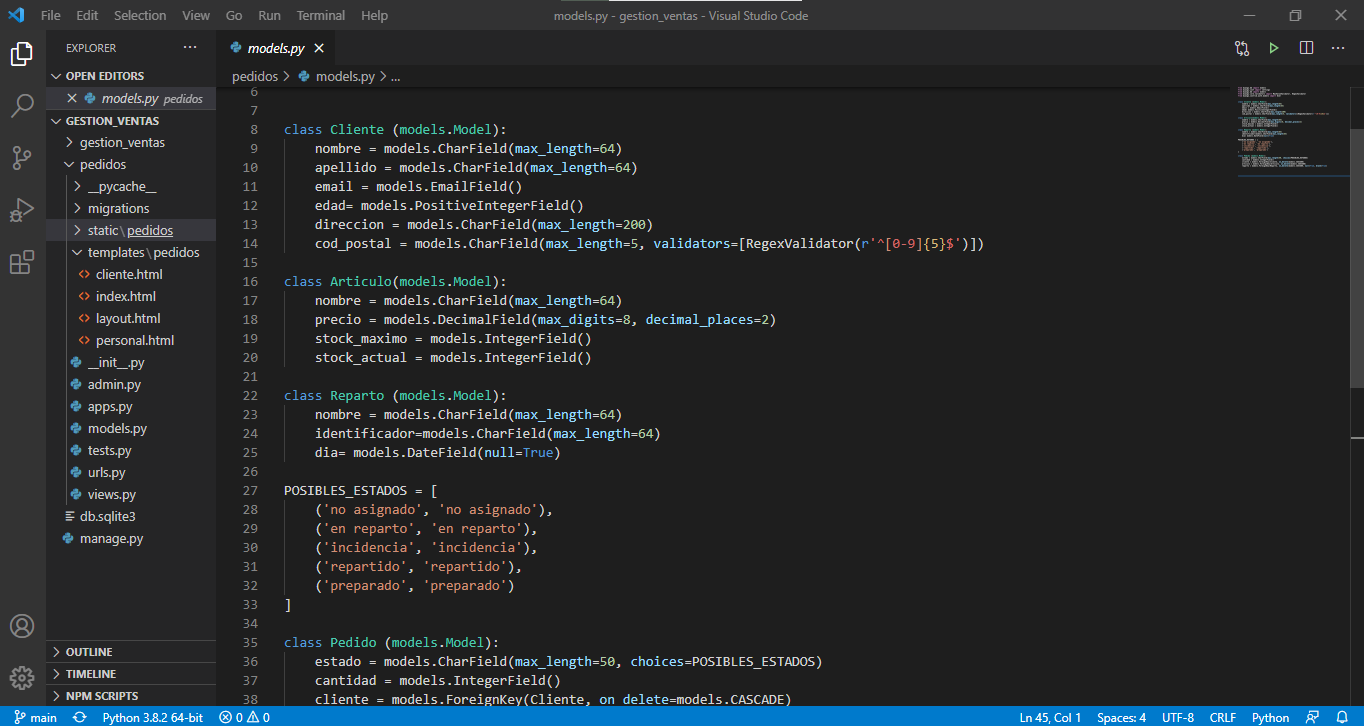 File Edit Selection View Go Run Terminal Help
models.py - gestion_ventas - Visual Studio Code
EXPLORER
OPEN EDITORS
models.py pedidos
GESTION_VENTAS
gestion_ventas
pedidos
__pycache__
migrations
static\pedidos
templates\pedidos
cliente.html
index.html
layout.html
personal.html
__init__.py
admin.py
apps.py
models.py
tests.py
urls.py
views.py
db.sqlite3
manage.py
OUTLINE
TIMELINE
NPM SCRIPTS
models.py
pedidos > models.py > ...
6
7
8 class Cliente (models.Model):
9 nombre = models.CharField(max_length=64)
10 apellido = models.CharField(max_length=64)
11 email = models.EmailField()
12 edad= models.PositiveIntegerField()
13 direccion = models.CharField(max_length=200)
14 cod_postal = models.CharField(max_length=5, validators=[RegexValidator(r'^[0-9]{5}$')])
15
16 class Articulo(models.Model):
17 nombre = models.CharField(max_length=64)
18 precio = models.DecimalField(max_digits=8, decimal_places=2)
19 stock_maximo = models.IntegerField()
20 stock_actual = models.IntegerField()
21
22 class Reparto (models.Model):
23 nombre = models.CharField(max_length=64)
24 identificador=models.CharField(max_length=64)
25 dia= models.DateField(null=True)
26
27 POSIBLES_ESTADOS = [
28 ('no asignado', 'no asignado'),
29 ('en reparto', 'en reparto'),
30 ('incidencia', 'incidencia'),
31 ('repartido', 'repartido'),
32 ('preparado', 'preparado')
33 ]
34
35 class Pedido (models.Model):
36 estado = models.CharField(max_length=50, choices=POSIBLES_ESTADOS)
37 cantidad = models.IntegerField()
38 cliente = models.ForeignKey(Cliente, on_delete=models.CASCADE)
main Python 3.8.2 64-bit 0 0 Ln 45, Col 1 Spaces: 4 UTF-8 CRLF Python